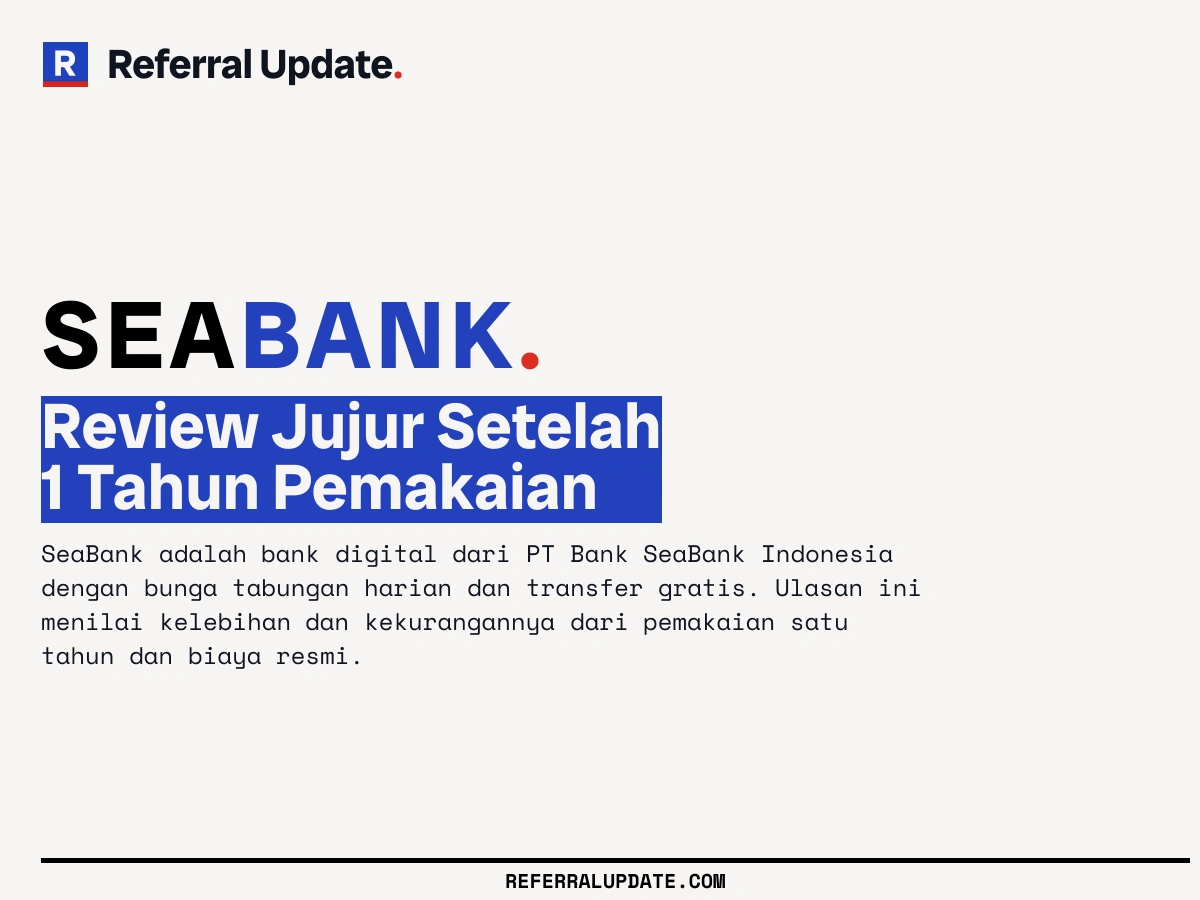 R Referral Update.
SEABANK.
Review Jujur Setelah
1 Tahun Pemakaian
SeaBank adalah bank digital dari PT Bank SeaBank Indonesia
dengan bunga tabungan harian dan transfer gratis. Ulasan ini
menilai kelebihan dan kekurangannya dari pemakaian satu
tahun dan biaya resmi.
REFERRALUPDATE.COM